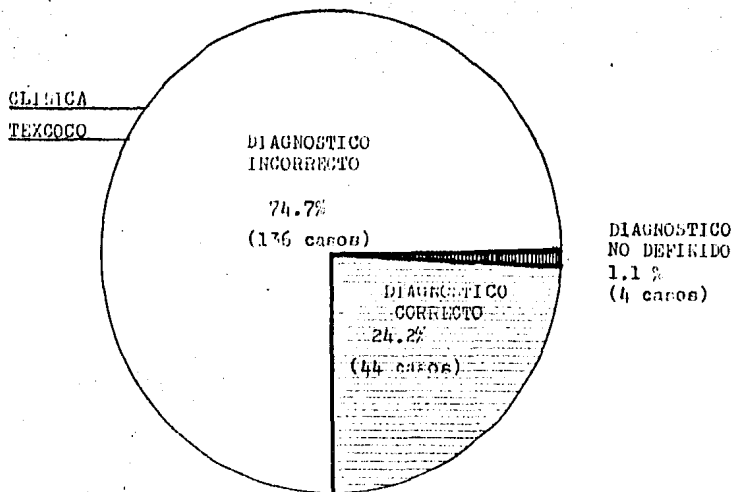 CLINICA
TEXCOCO
DIAGNOSTICO
INCORRECTO
74.7%
(136 casos)
DIAGNOSTICO
NO DEFINIDO
1.1 %
(4 casos)
DIAGNOSTICO
CORRECTO
24.2%
(44 casos)